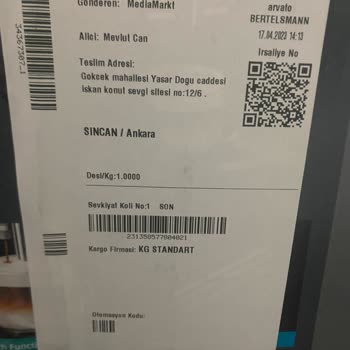 Gönderen: MediaMarkt
arvato
BERTELSMANN
Alici: Mevlut Can
17.04.2023 14:13
Irsaliye No
Teslim Adresi:
Gokcek mahallesi Yasar Dogu caddesi
iskan konut sevgi sitesi no:12/6 .
SINCAN / Ankara
Desi/Kg:1.0000
Sevkiyat Koli No:1 SON
Kargo Firması: KG STANDART
Otomasyon Kodu: